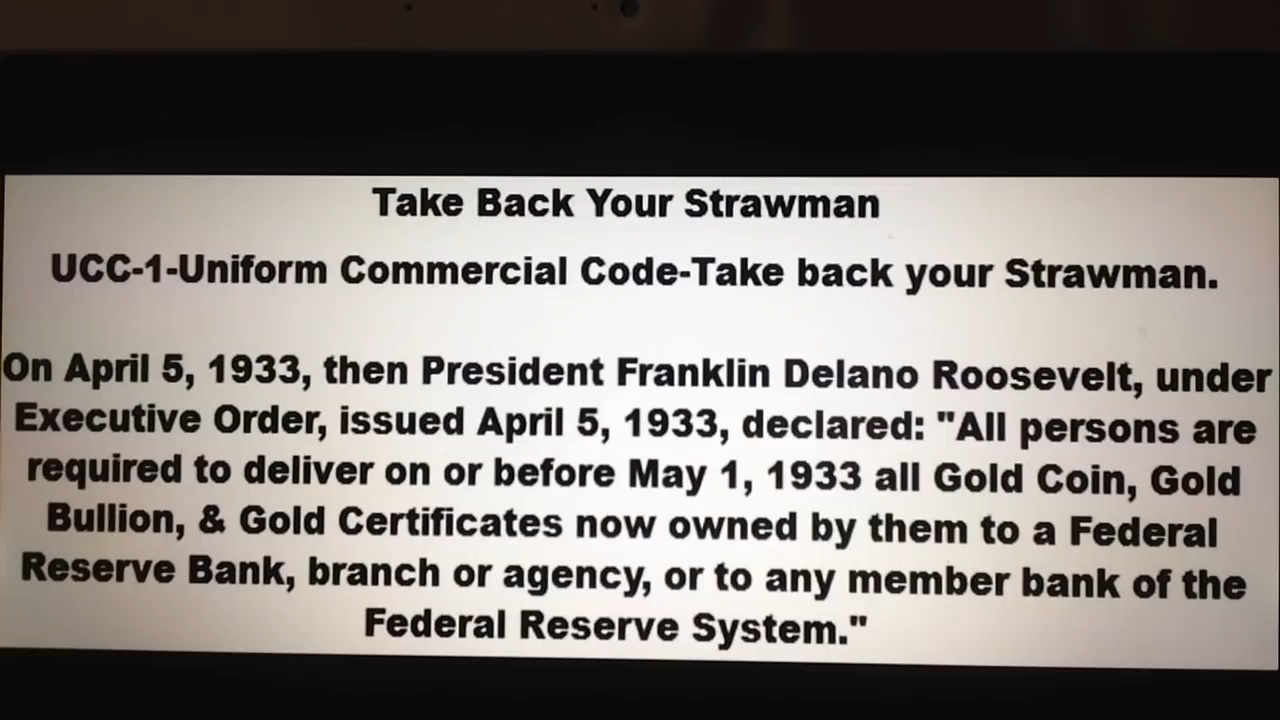 Take Back Your Strawman
UCC-1-Uniform Commercial Code-Take back your Strawman.
On April 5, 1933, then President Franklin Delano Roosevelt, under
Executive Order, issued April 5, 1933, declared: "All persons are
required to deliver on or before May 1, 1933 all Gold Coin, Gold
Bullion, & Gold Certificates now owned by them to a Federal
Reserve Bank, branch or agency, or to any member bank of the
Federal Reserve System."